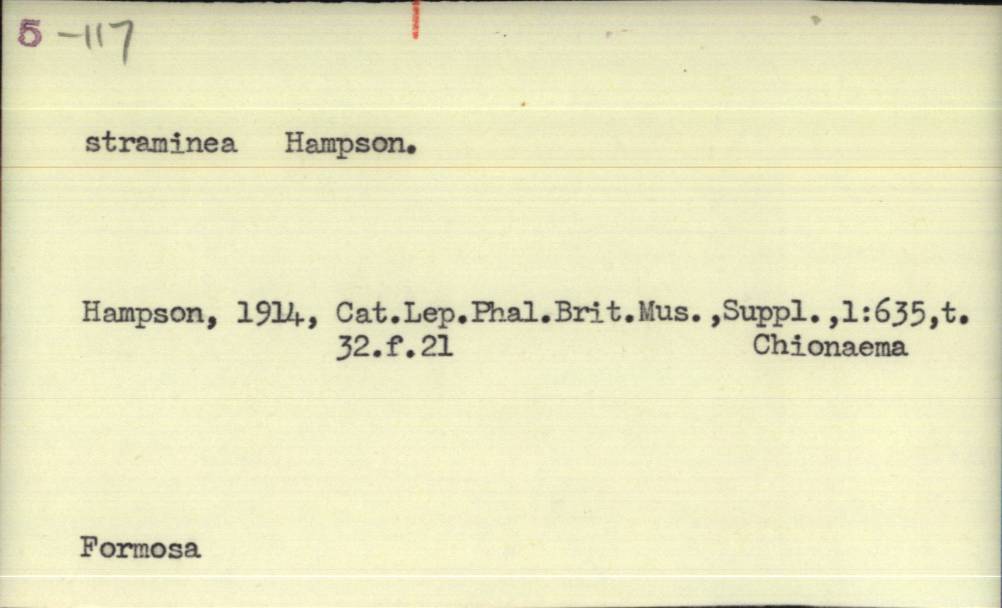 5 -117
straminea Hampson.
Hampson, 1914, Cat.Lep.Phal.Brit.Mus.,Suppl.,1:635,t.
32.f.21 Chionaema
Formosa